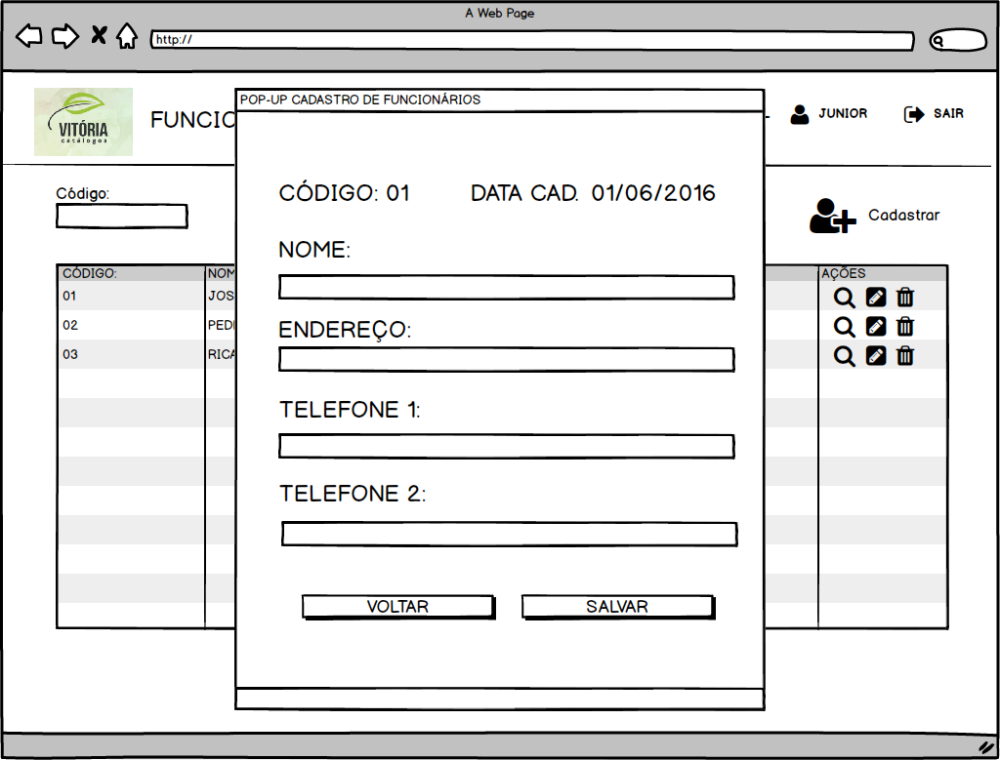 A Web Page
http://
POP-UP CADASTRO DE FUNCIONÁRIOS
VITÓRIA
catálogos
FUNCIO
JUNIOR
SAIR
CÓDIGO: 01 DATA CAD. 01/06/2016
Código:
Cadastrar
NOME:
CÓDIGO: NOM AÇÕES
01 JOS
02 PED
03 RICA
ENDEREÇO:
TELEFONE 1:
TELEFONE 2:
VOLTAR SALVAR